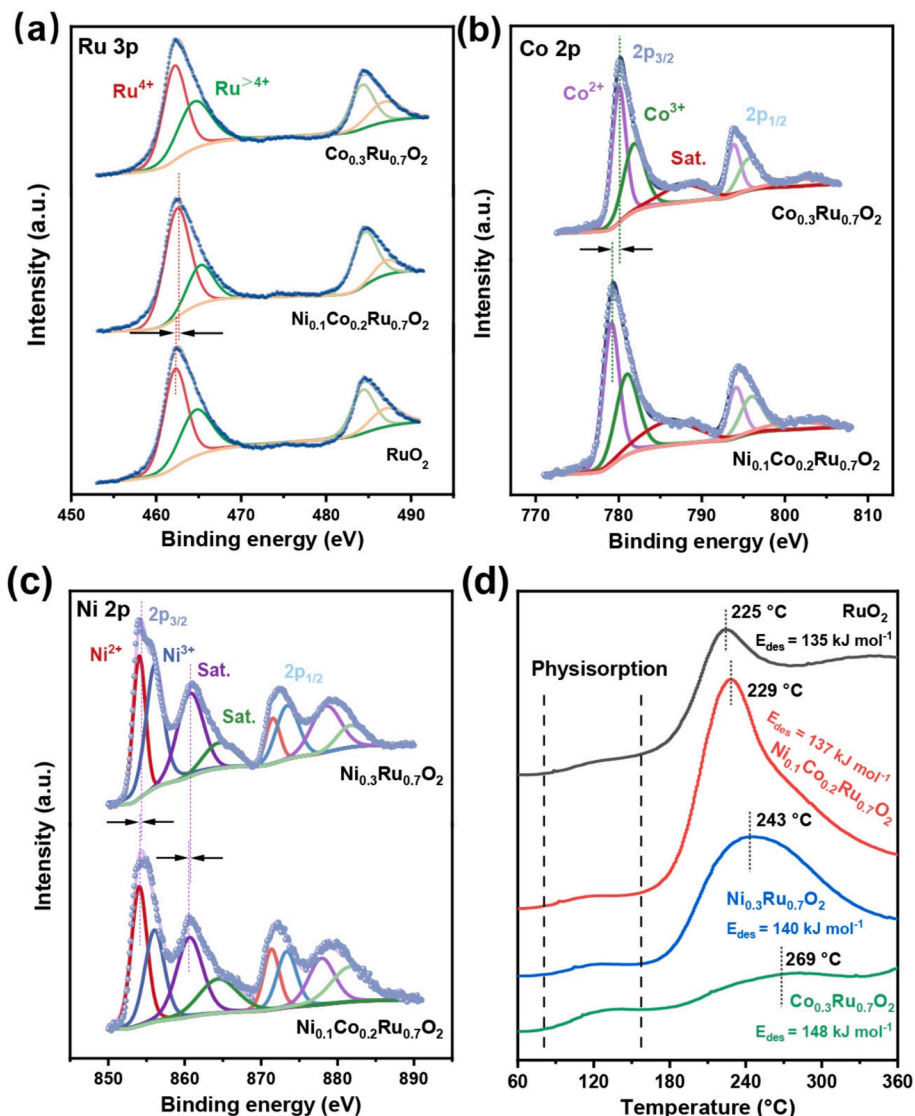 (a)
Ru 3p
Ru⁴⁺
Ru>⁴⁺
Co₀.₃Ru₀.₇O₂
Ni₀.₁Co₀.₂Ru₀.₇O₂
RuO₂
Intensity (a.u.)
450 460 470 480 490
Binding energy (eV)
(b)
Co 2p
2p₃/₂
Co²⁺
Co³⁺
2p₁/₂
Sat.
Co₀.₃Ru₀.₇O₂
Ni₀.₁Co₀.₂Ru₀.₇O₂
Intensity (a.u.)
770 780 790 800 810
Binding energy (eV)
(c)
Ni 2p
2p₃/₂
Ni²⁺
Ni³⁺
Sat.
2p₁/₂
Sat.
Ni₀.₃Ru₀.₇O₂
Ni₀.₁Co₀.₂Ru₀.₇O₂
Intensity (a.u.)
850 860 870 880 890
Binding energy (eV)
(d)
225 °C
RuO₂
E_des = 135 kJ mol⁻¹
Physisorption
229 °C
E_des = 137 kJ mol⁻¹
Ni₀.₁Co₀.₂Ru₀.₇O₂
243 °C
Ni₀.₃Ru₀.₇O₂
E_des = 140 kJ mol⁻¹
269 °C
Co₀.₃Ru₀.₇O₂
E_des = 148 kJ mol⁻¹
Intensity (a.u.)
60 120 180 240 300 360
Temperature (°C)